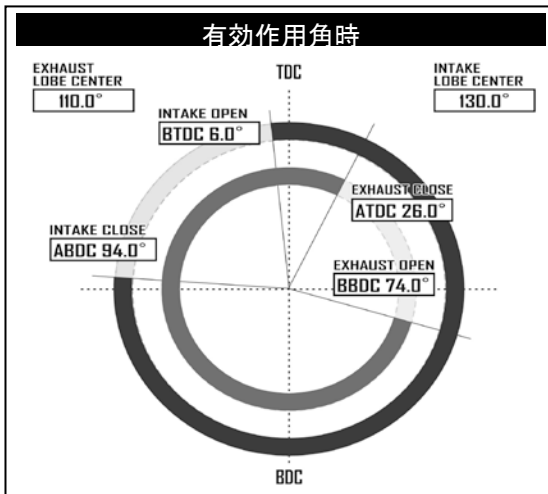 有効作用角時
EXHAUST
LOBE CENTER
110.0°
TDC
INTAKE
LOBE CENTER
130.0°
INTAKE OPEN
BTDC 6.0°
EXHAUST CLOSE
ATDC 26.0°
INTAKE CLOSE
ABDC 94.0°
EXHAUST OPEN
BBDC 74.0°
BDC